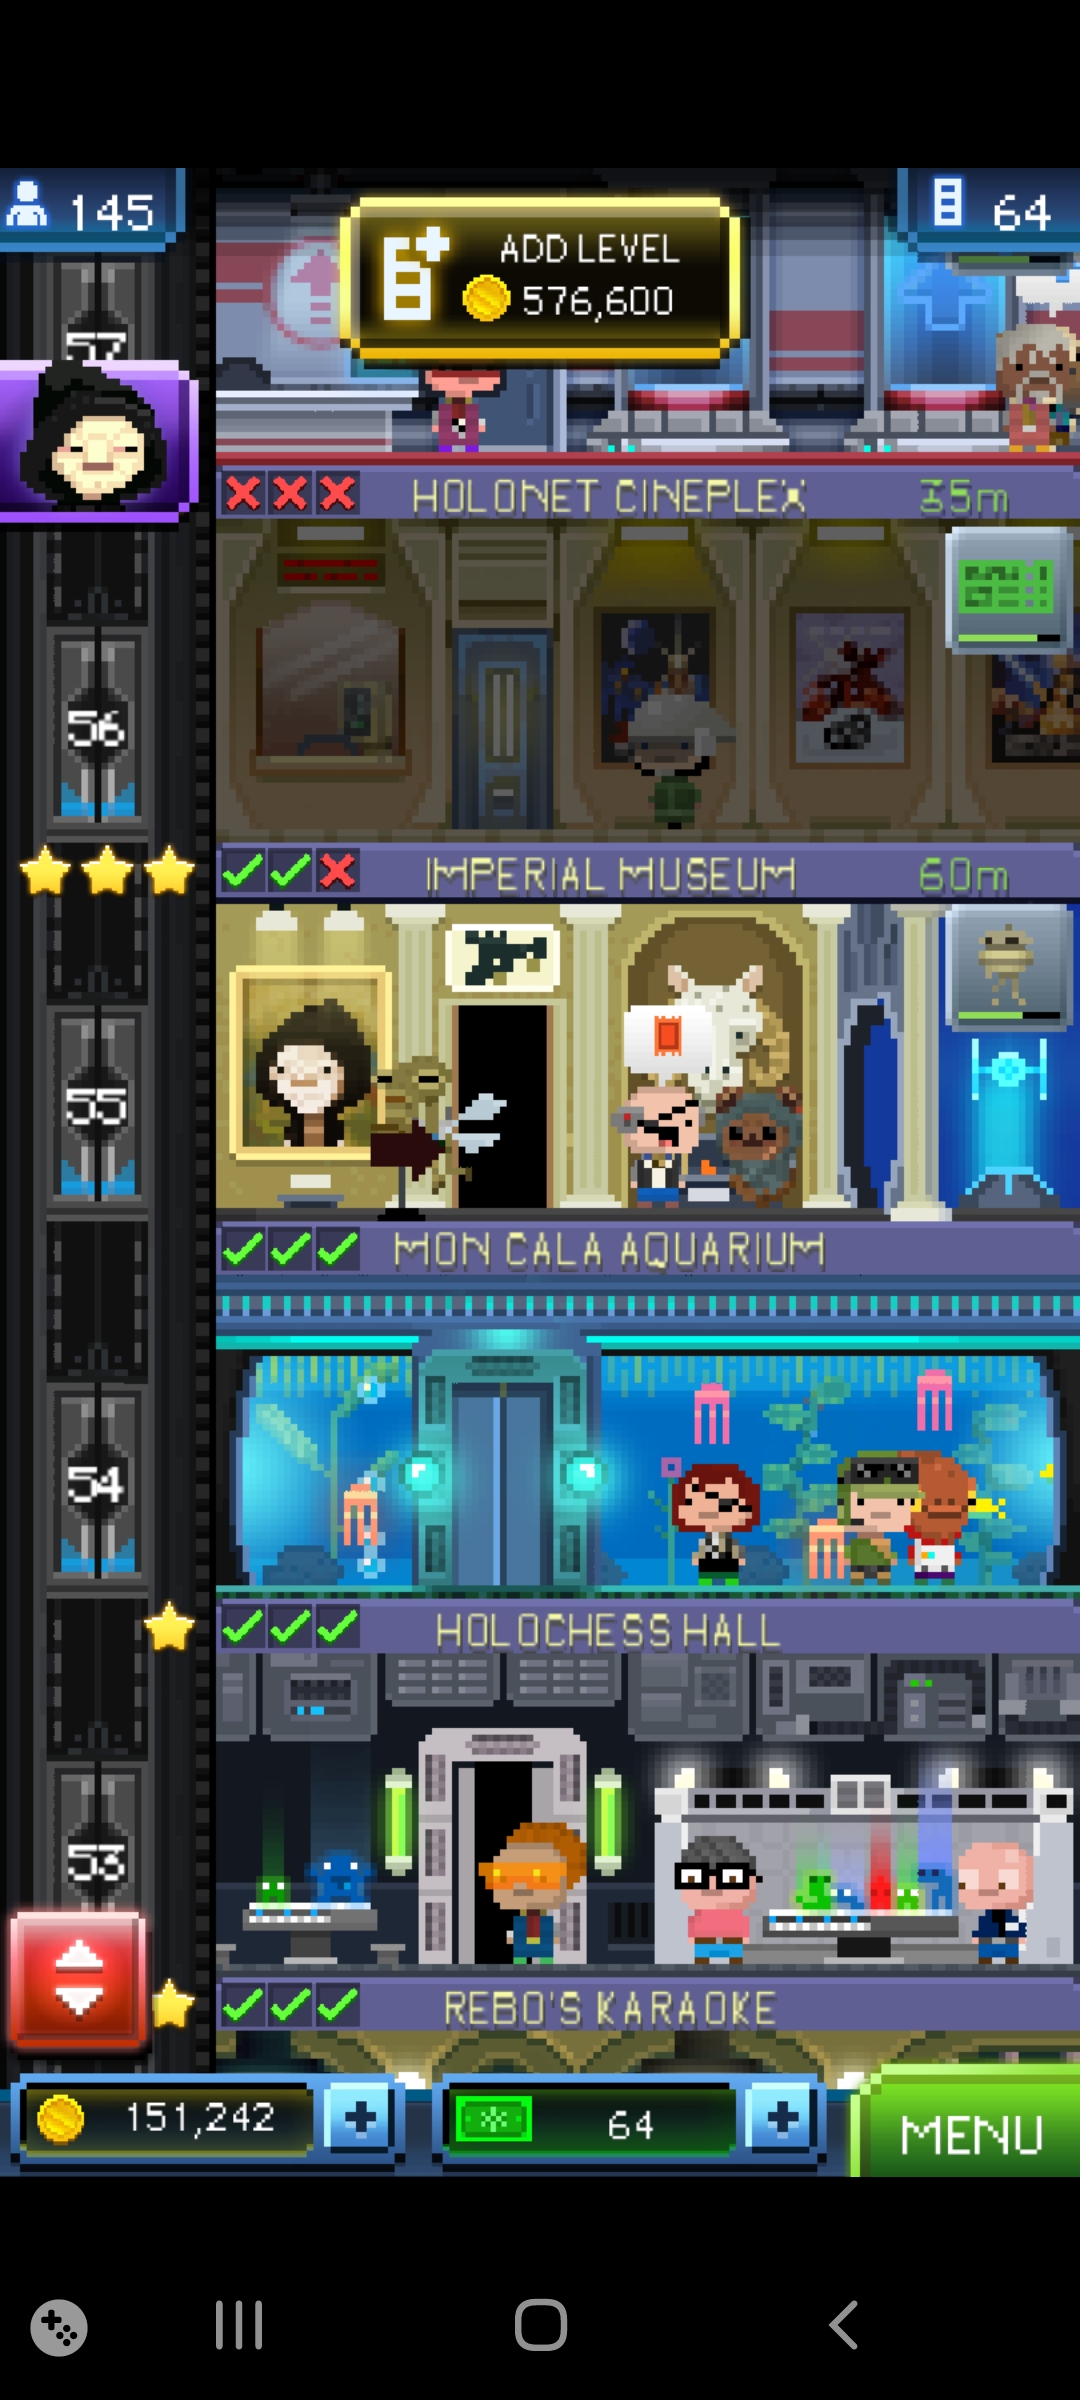 145
64
ADD LEVEL
576,600
57
HOLONET CINEPLEX
56
IMPERIAL MUSEUM 60m
55
MON CALA AQUARIUM
54
HOLOCHESS HALL
53
REBO'S KARAOKE
151,242
64
MENU